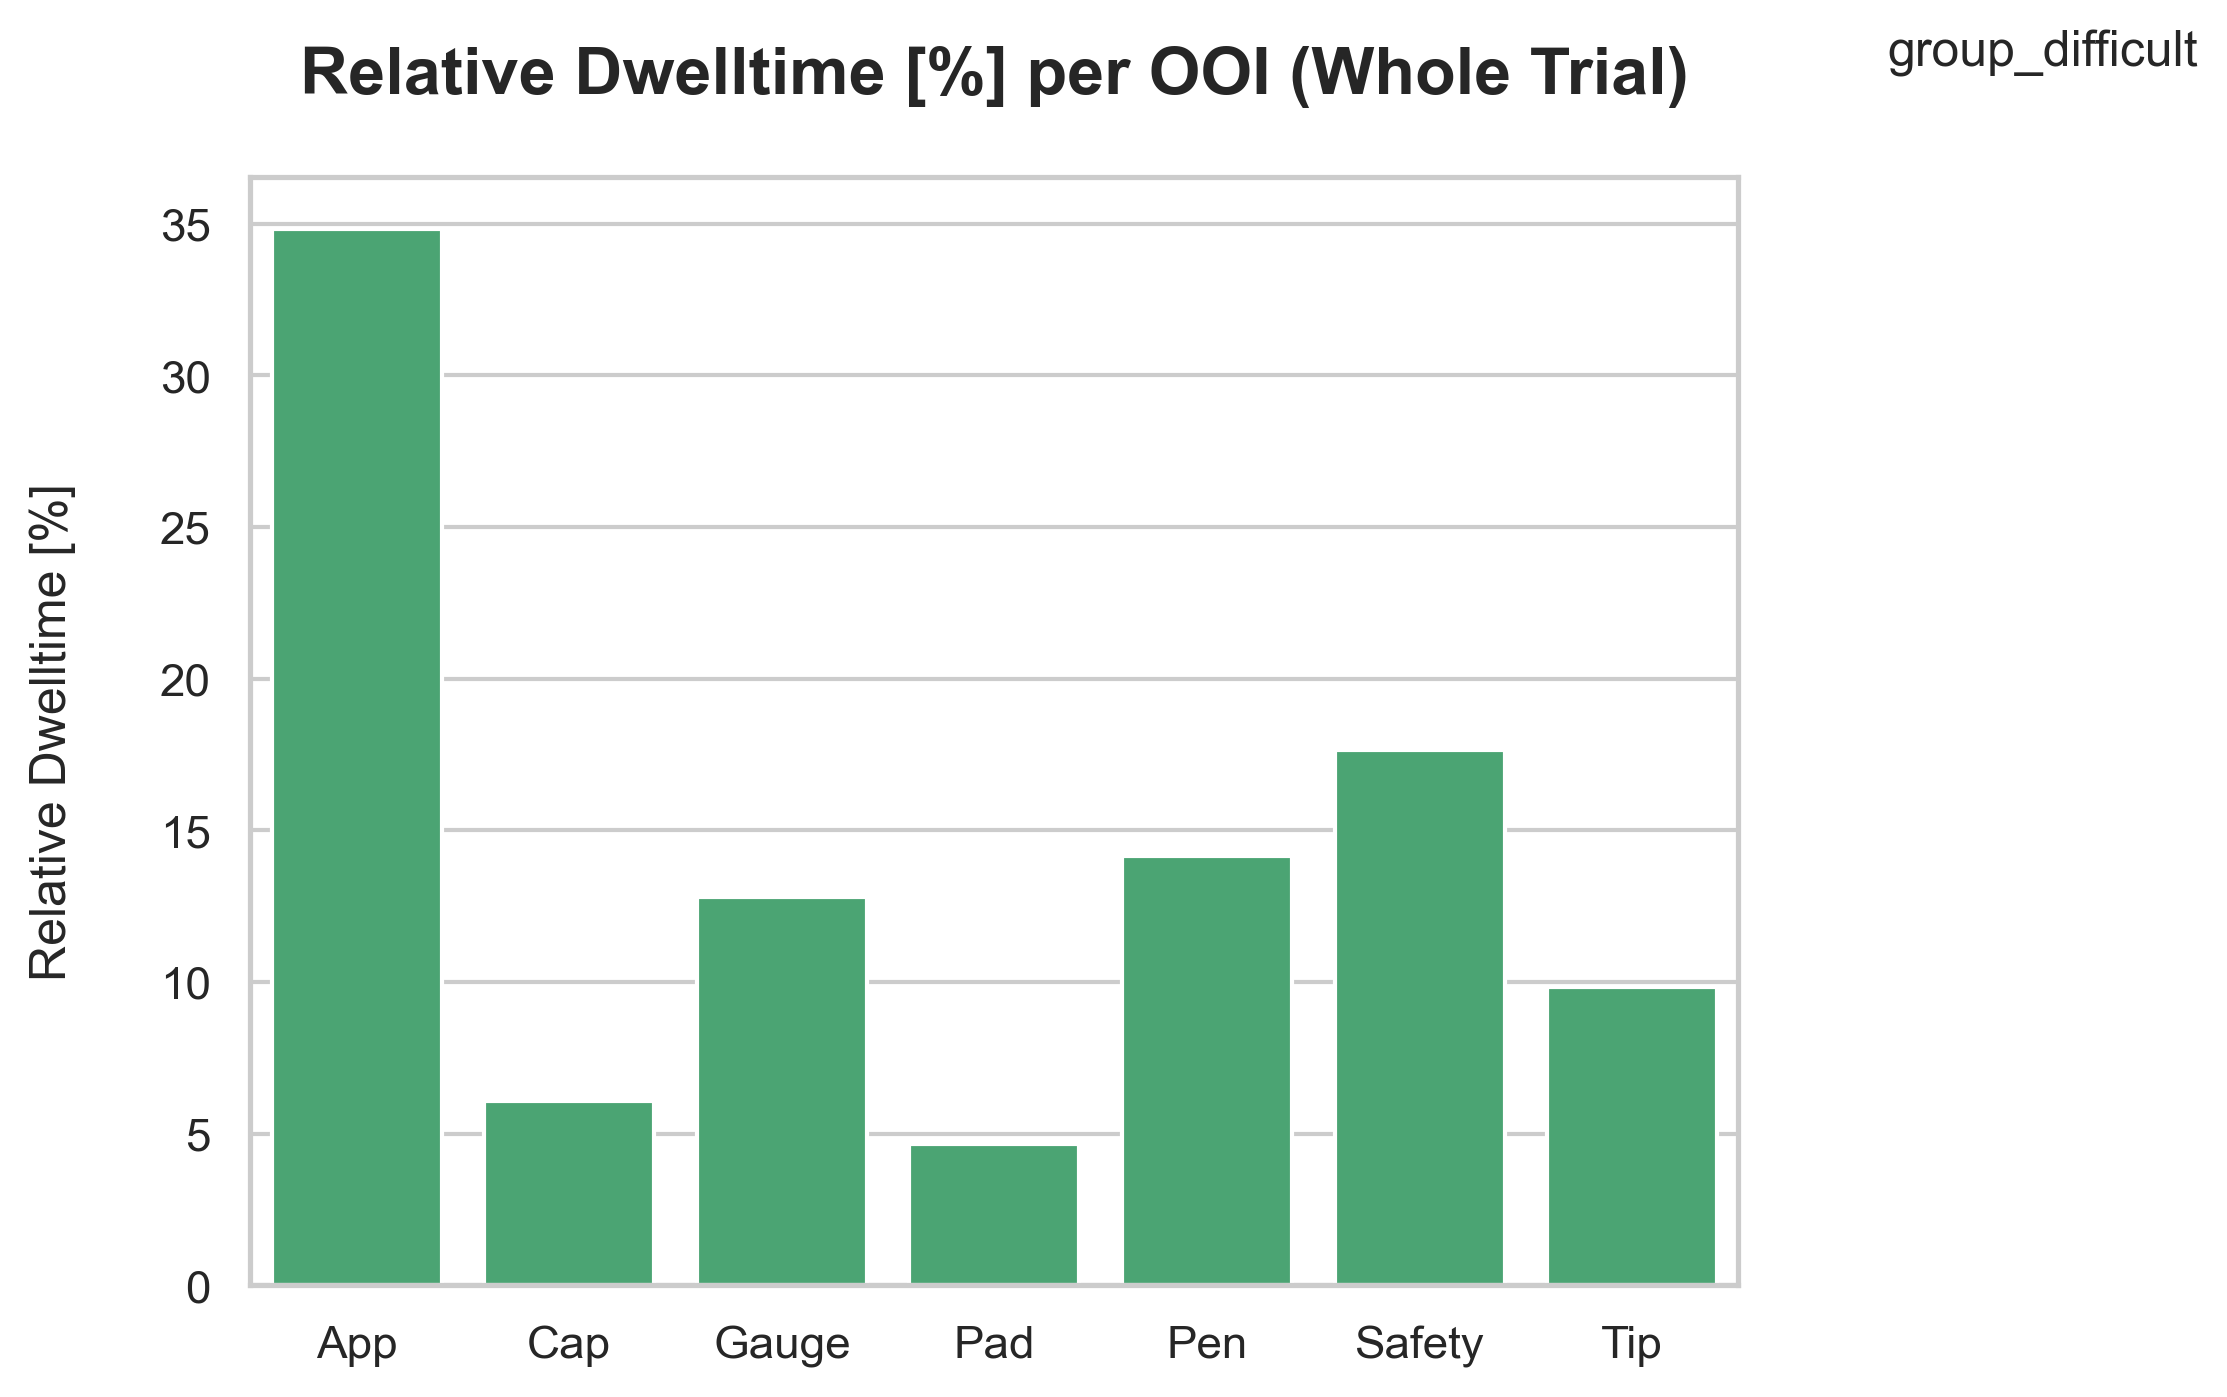 group_difficult
Relative Dwelltime [%] per OOI (Whole Trial)
Relative Dwelltime [%]
35
30
25
20
15
10
5
0
App Cap Gauge Pad Pen Safety Tip